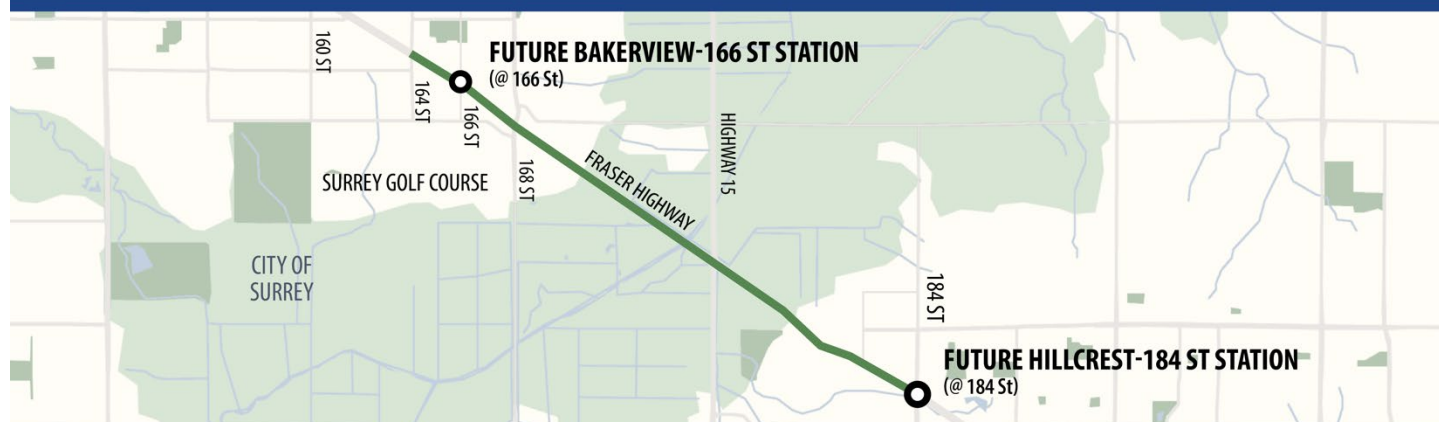 FUTURE BAKERVIEW-166 ST STATION
(@ 166 St)
160 ST
164 ST
166 ST
168 ST
HIGHWAY 15
FRASER HIGHWAY
SURREY GOLF COURSE
CITY OF
SURREY
184 ST
FUTURE HILLCREST-184 ST STATION
(@ 184 St)